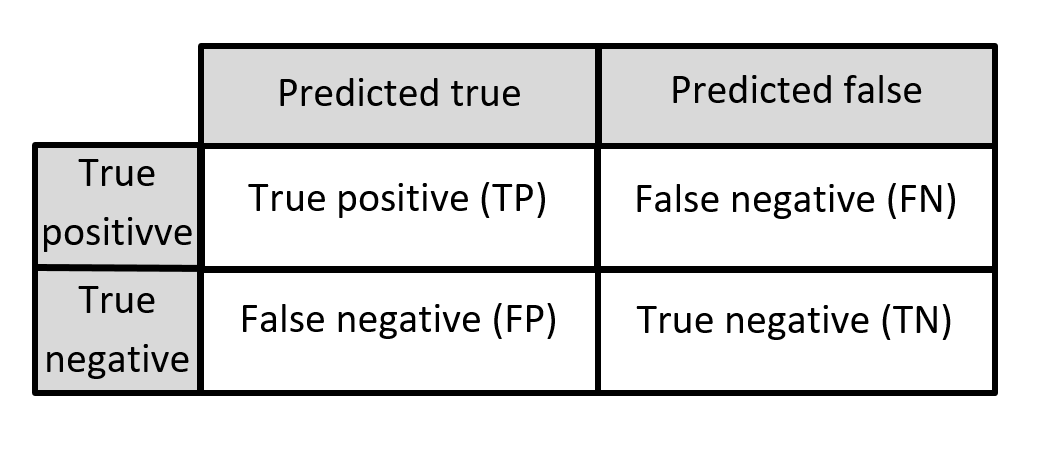 Predicted true
Predicted false
True
positivve
True positive (TP)
False negative (FN)
True
negative
False negative (FP)
True negative (TN)